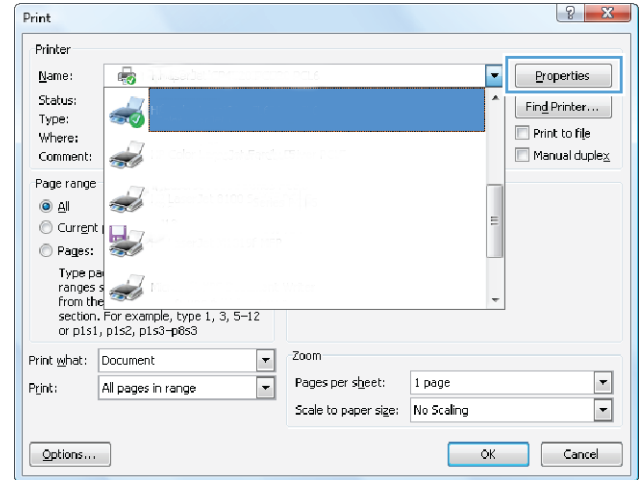 Print
Printer
Name:
Properties
Status:
Find Printer...
Type:
Print to file
Where:
Comment:
Manual duplex
Page range
All
Current
Pages:
Type pa
ranges s
from the
section. For example, type 1, 3, 5–12
or p1s1, p1s2, p1s3–p8s3
Print what: Document
Zoom
Print: All pages in range
Pages per sheet: 1 page
Scale to paper size: No Scaling
Options...
OK
Cancel